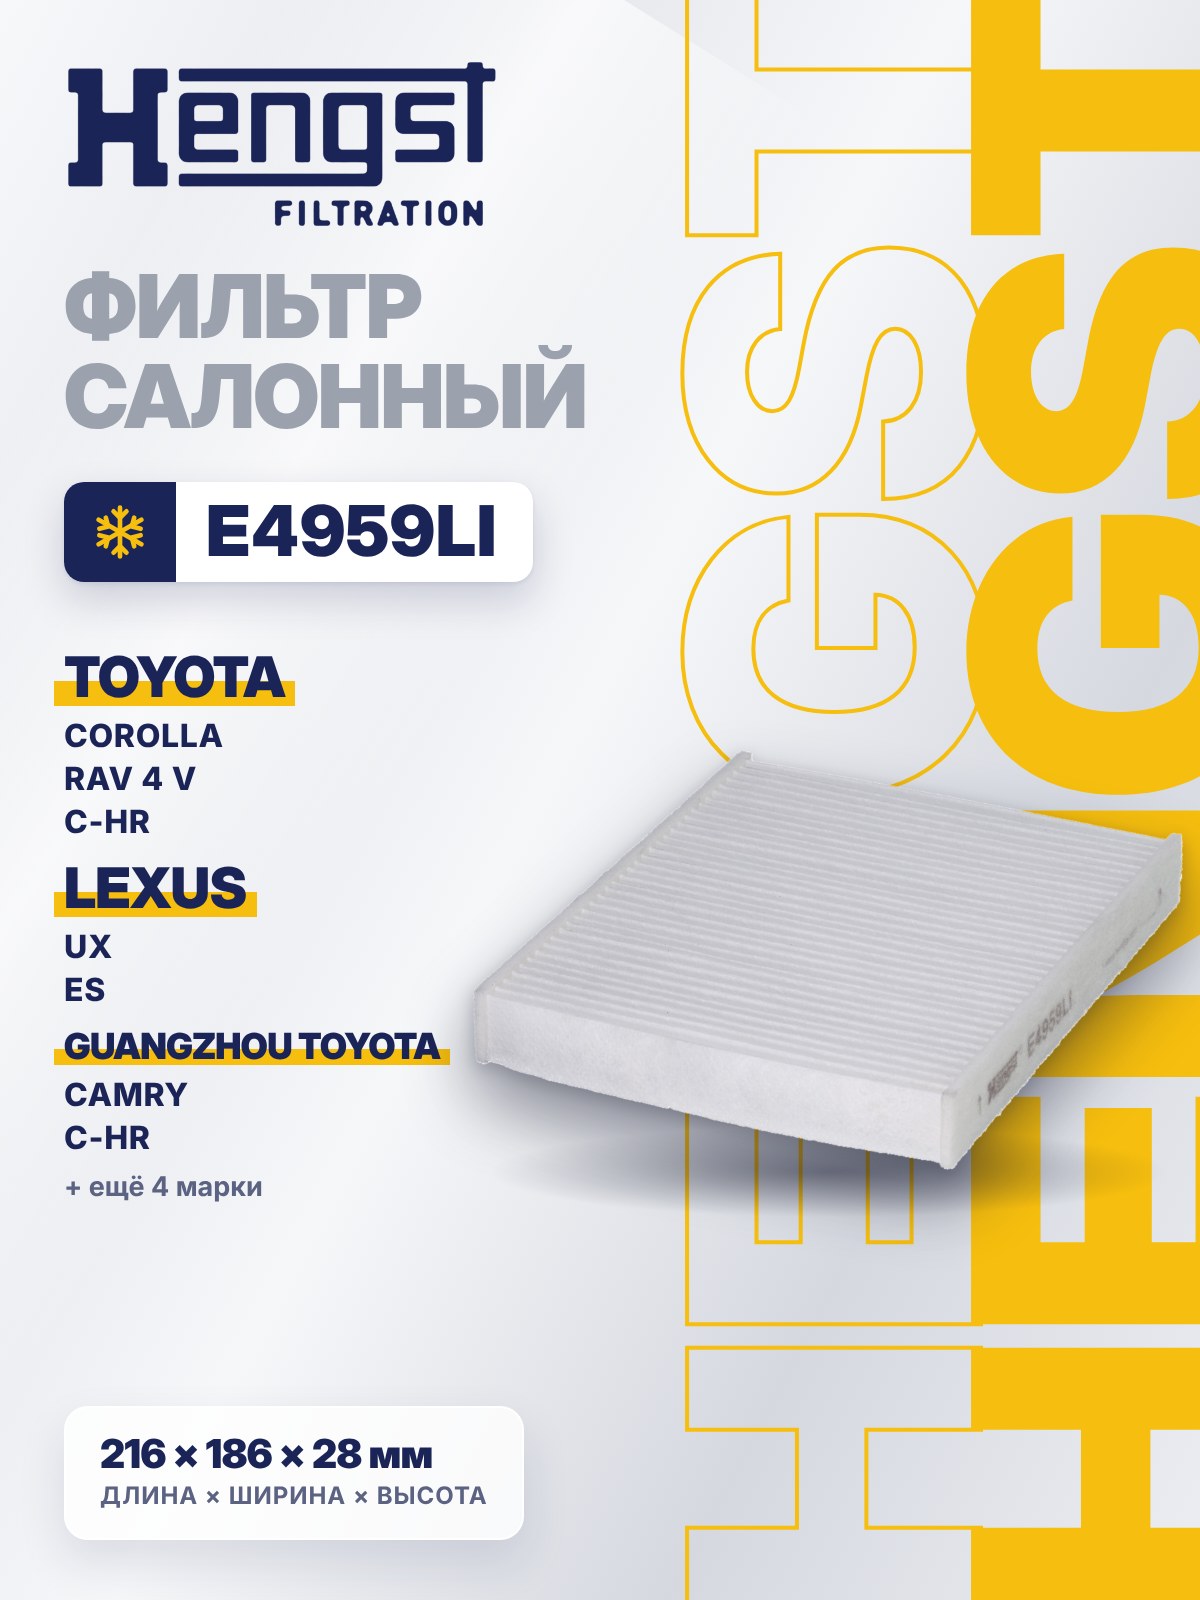 Hengst
FILTRATION
ФИЛЬТР
САЛОННЫЙ
E4959LI
TOYOTA
COROLLA
RAV 4 V
C-HR
LEXUS
UX
ES
GUANGZHOU TOYOTA
CAMRY
C-HR
+ ещё 4 марки
216 × 186 × 28 мм
ДЛИНА × ШИРИНА × ВЫСОТА
HENGST
HENGST
Hengst E4959LI